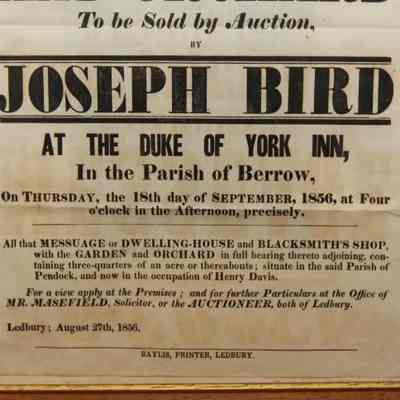 To be Sold by Auction,
BY
JOSEPH BIRD
AT THE DUKE OF YORK INN,
In the Parish of Berrow,
On THURSDAY, the 18th day of SEPTEMBER, 1856, at Four
o'clock in the Afternoon, precisely.
All that MESSUAGE or DWELLING-HOUSE and BLACKSMITH'S SHOP,
with the GARDEN and ORCHARD in full bearing thereto adjoining, con-
taining three-quarters of an acre or thereabouts; situate in the said Parish of
Pendock, and now in the occupation of Henry Davis.
For a view apply at the Premises; and for further Particulars at the Office of
MR. MASEFIELD, Solicitor, or the AUCTIONEER, both of Ledbury.
Ledbury; August 27th, 1856.
BAYLIS, PRINTER, LEDBURY.